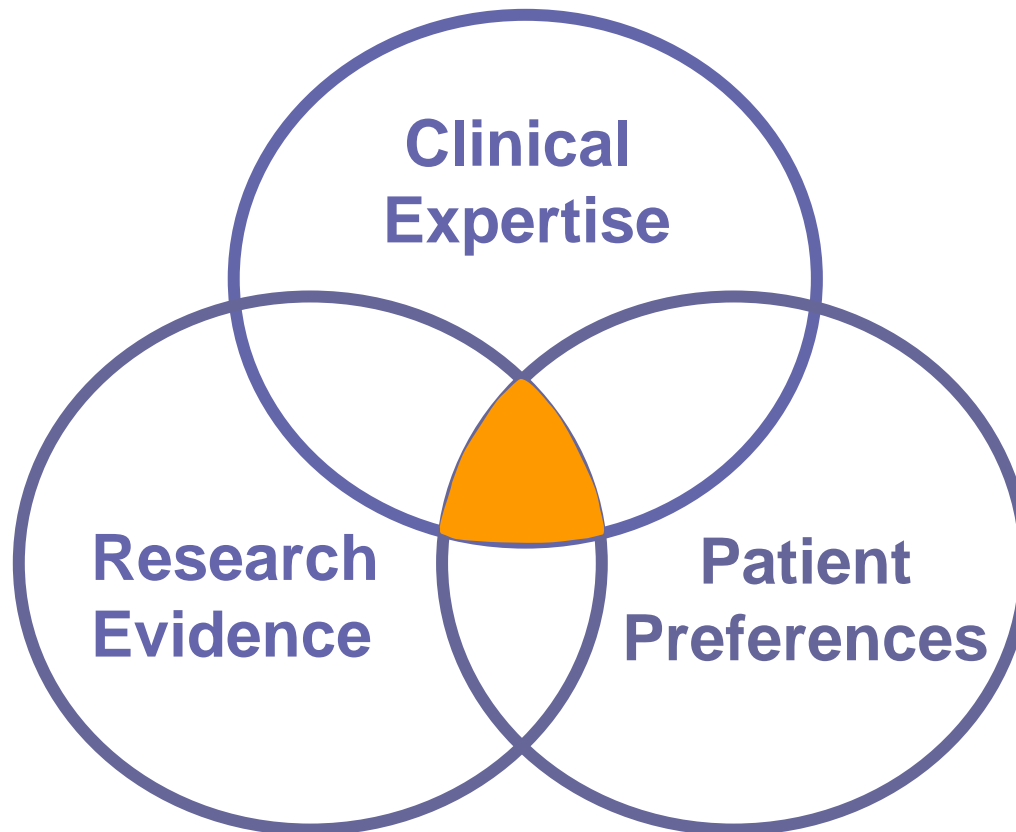 Clinical
Expertise
Research
Evidence
Patient
Preferences